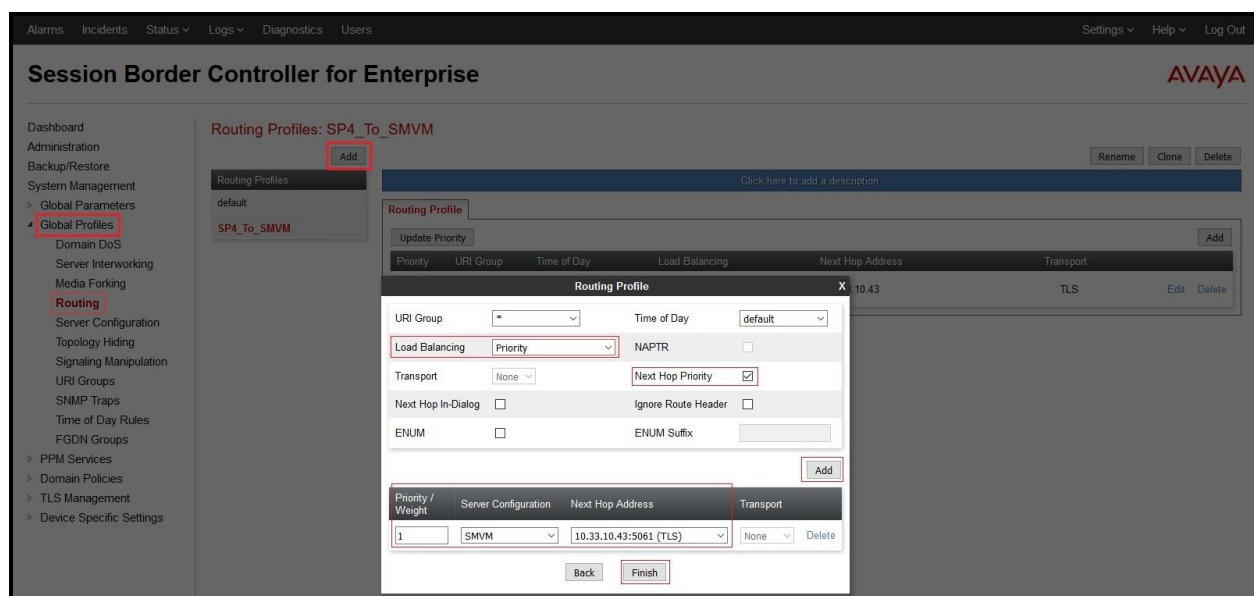 Alarms Incidents Status Logs Diagnostics Users Settings Help Log Out
Session Border Controller for Enterprise
AVAYA
Dashboard
Administration
Backup/Restore
System Management
Global Parameters
Global Profiles
Domain DoS
Server Interworking
Media Forking
Routing
Server Configuration
Topology Hiding
Signaling Manipulation
URI Groups
SNMP Traps
Time of Day Rules
FGDN Groups
PPM Services
Domain Policies
TLS Management
Device Specific Settings
Routing Profiles: SP4_To_SMVM
Add
Rename Clone Delete
Routing Profiles
default
SP4_To_SMVM
Click here to add a description.
Routing Profile
Update Priority Add
Priority URI Group Time of Day Load Balancing Next Hop Address Transport
10.43 TLS Edit Delete
Routing Profile X
URI Group * Time of Day default
Load Balancing Priority NAPTR
Transport None Next Hop Priority
Next Hop In-Dialog Ignore Route Header
ENUM ENUM Suffix
Add
Priority / Weight Server Configuration Next Hop Address Transport
1 SMVM 10.33.10.43:5061 (TLS) None Delete
Back Finish